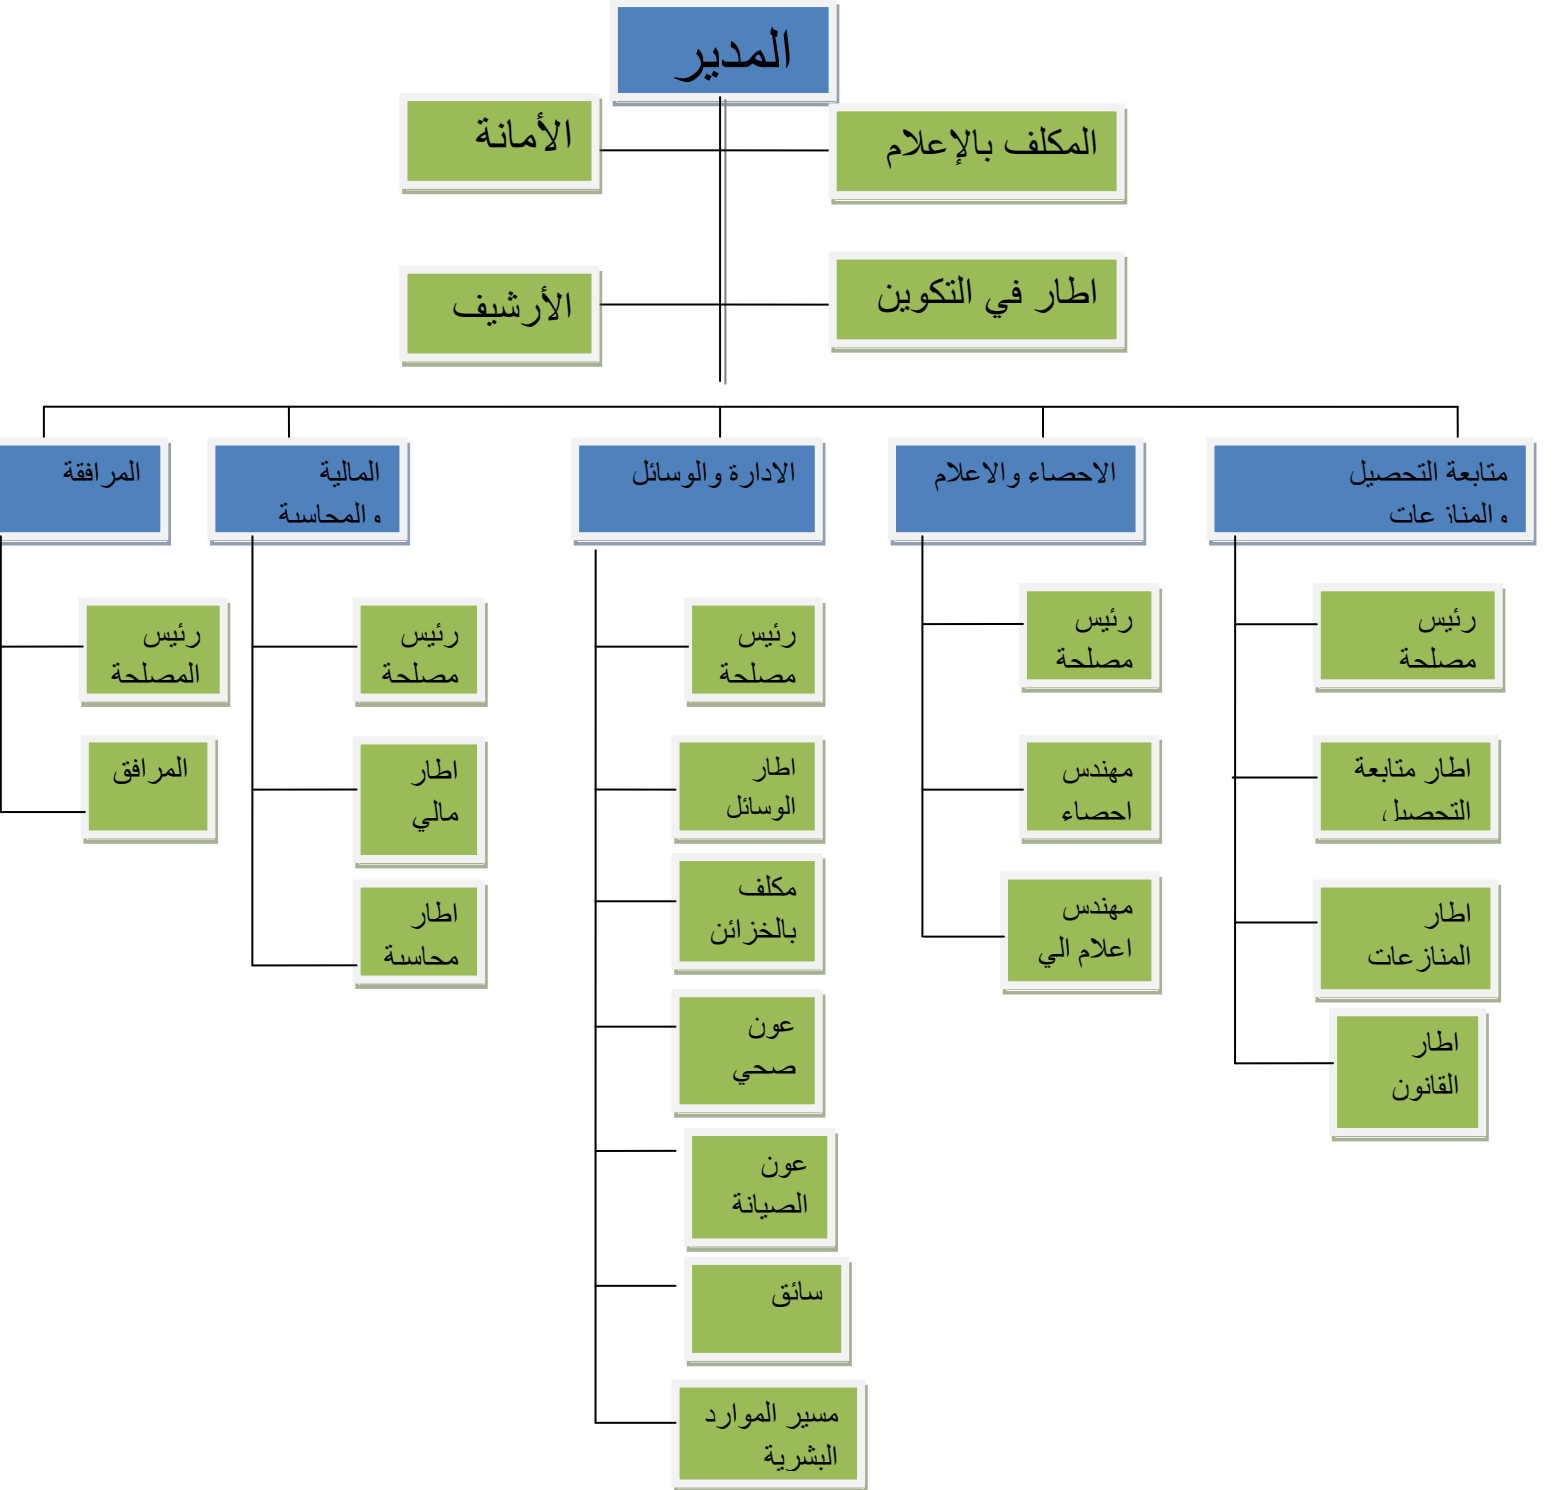 المدير
المكلف بالإعلام
الأمانة
اطار في التكوين
الأرشيف
متابعة التحصيل
والمنازعات
الاحصاء والاعلام
الادارة والوسائل
المالية
والمحاسبة
المرافقة
رئيس
مصلحة
اطار متابعة
التحصيل
اطار
المنازعات
اطار
القانون
رئيس
مصلحة
مهندس
احصاء
مهندس
اعلام الي
رئيس
مصلحة
اطار
الوسائل
مكلف
بالخزائن
عون
صحي
عون
الصيانة
سائق
مسير الموارد
البشرية
رئيس
مصلحة
اطار
مالي
اطار
محاسبة
رئيس
المصلحة
المرافق